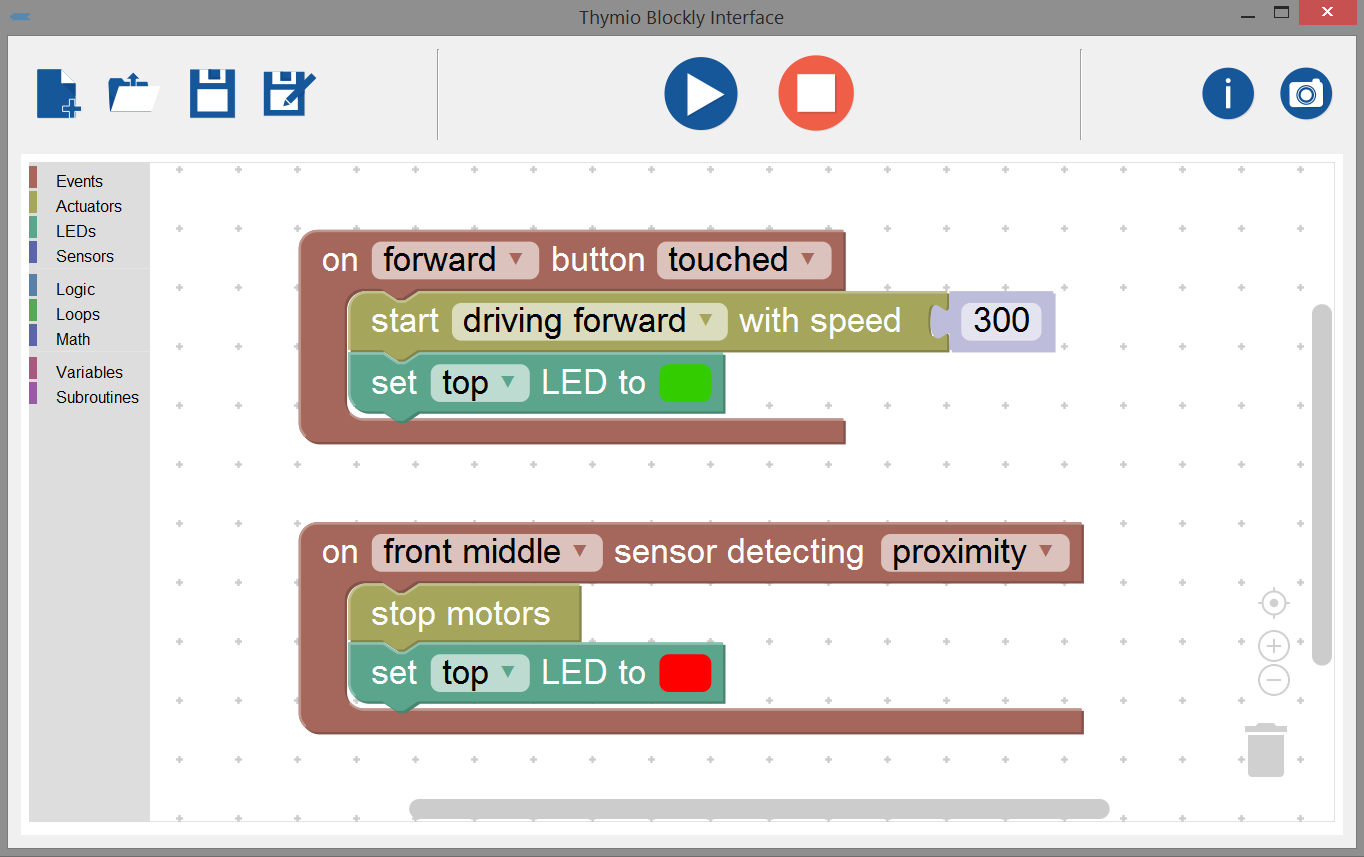 Thymio Blockly Interface
Events
Actuators
LEDs
Sensors
Logic
Loops
Math
Variables
Subroutines
on forward button touched
start driving forward with speed 300
set top LED to
on front middle sensor detecting proximity
stop motors
set top LED to